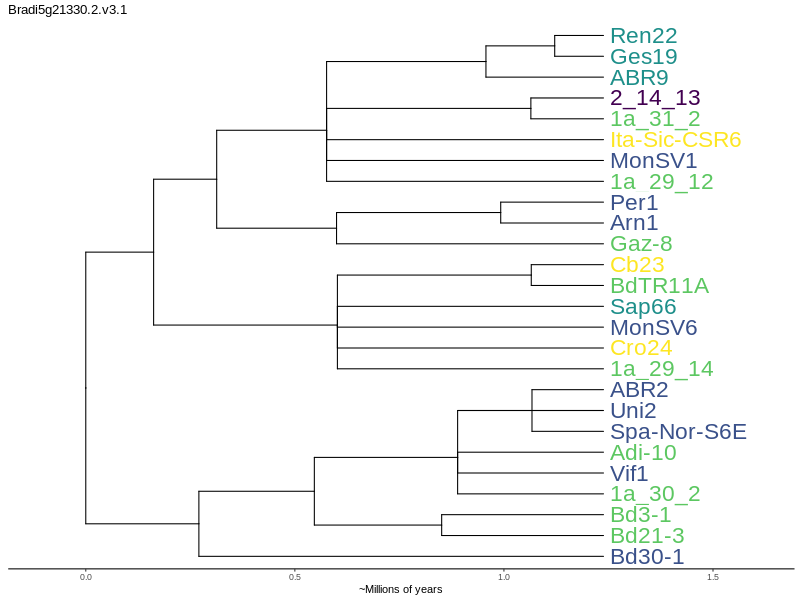 Bradi5g21330.2.v3.1
Ren22
Ges19
ABR9
2_14_13
1a_31_2
Ita-Sic-CSR6
MonSV1
1a_29_12
Per1
Arn1
Gaz-8
Cb23
BdTR11A
Sap66
MonSV6
Cro24
1a_29_14
ABR2
Uni2
Spa-Nor-S6E
Adi-10
Vif1
1a_30_2
Bd3-1
Bd21-3
Bd30-1
0.0 0.5 1.0 1.5
~Millions of years